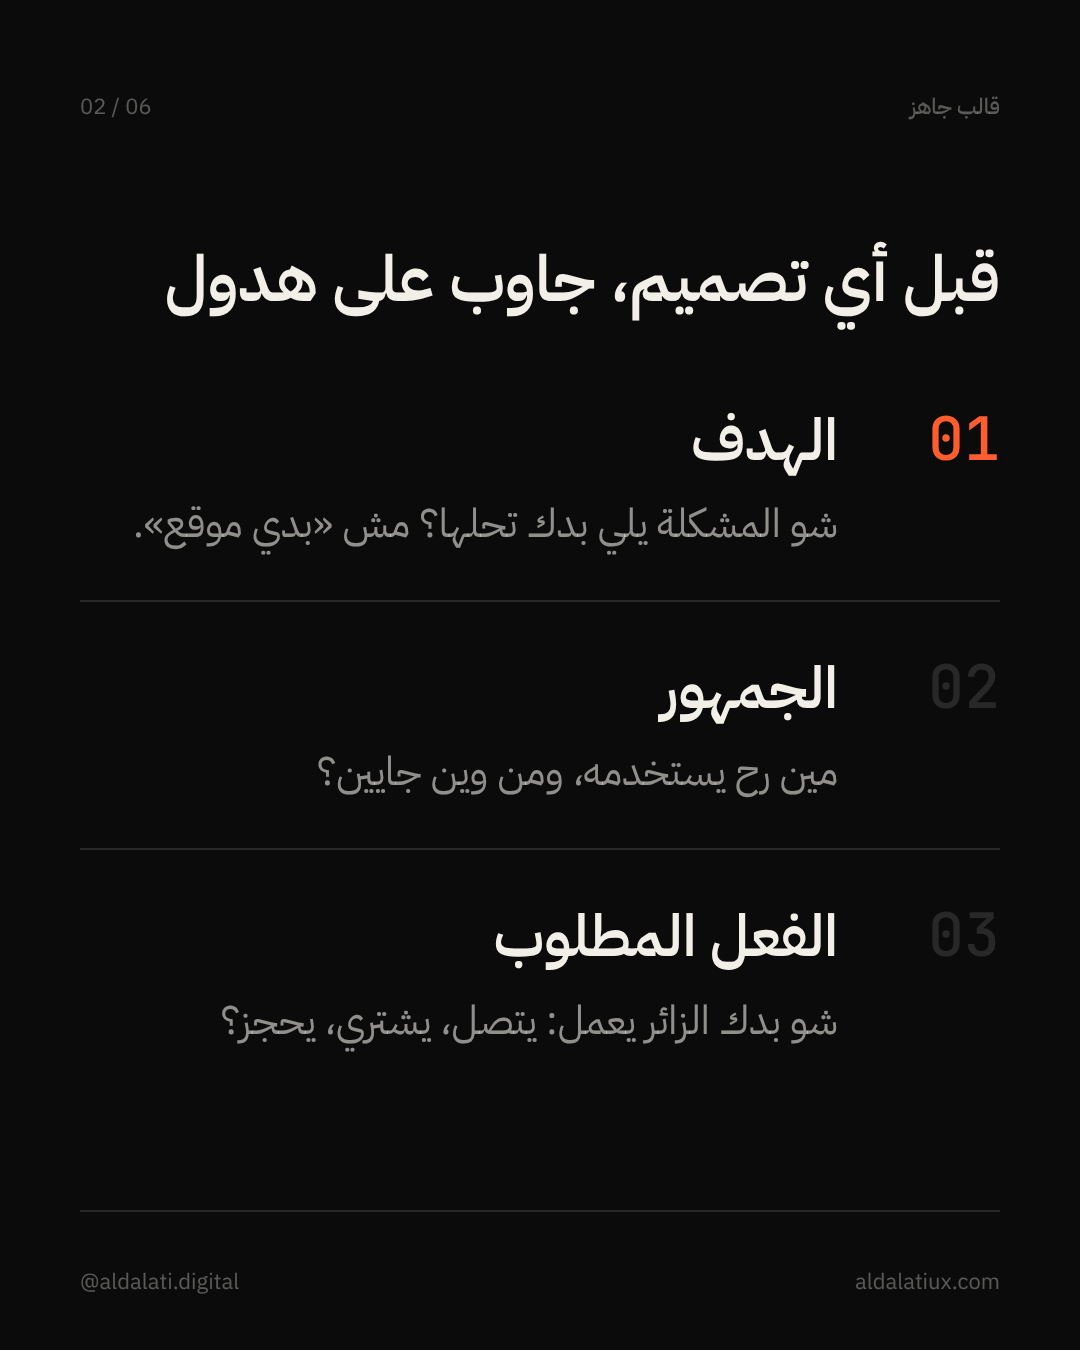 قالب جاهز
02 / 06
قبل أي تصميم، جاوب على هدول
01
الهدف
شو المشكلة يلي بدك تحلها؟ مش «بدي موقع».
02
الجمهور
مين رح يستخدمه، ومن وين جايين؟
03
الفعل المطلوب
شو بدك الزائر يعمل: يتصل، يشتري، يحجز؟
aldalatiux.com
@aldalati.digital